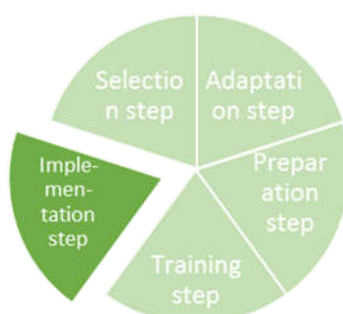 Selectio
n step
Adaptati
on step
Prepar
ation
step
Training
step
Imple-
men-
tation
step